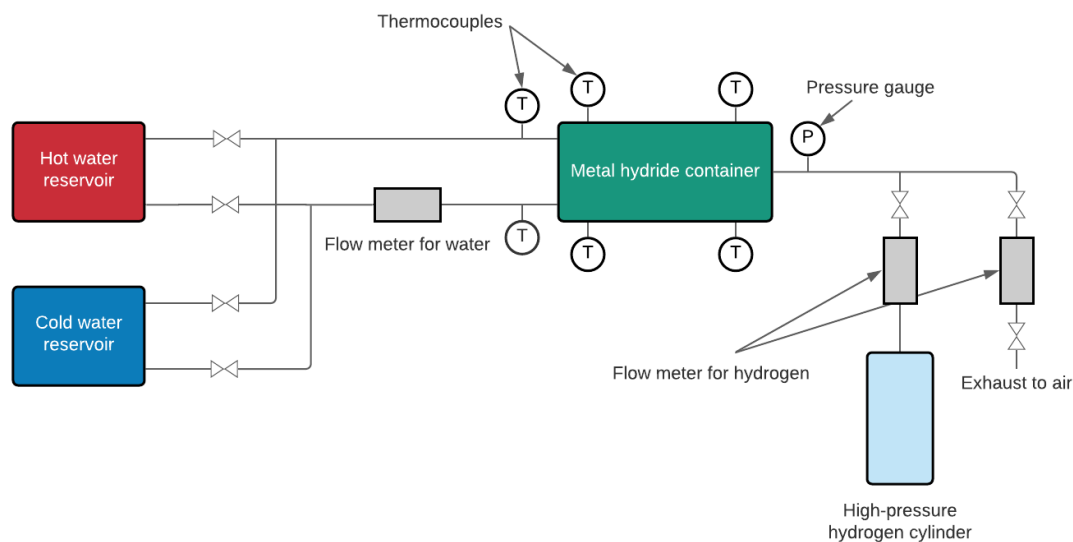 Thermocouples
T
T
T
Pressure gauge
P
Hot water
reservoir
Metal hydride container
Flow meter for water
T
T
T
Cold water
reservoir
Flow meter for hydrogen
Exhaust to air
High-pressure
hydrogen cylinder